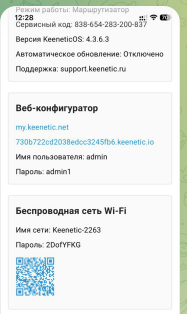 Режим работы: Маршрутизатор
12:28
Сервисный код: 838-654-283-200-837
Версия KeeneticOS: 4.3.6.3
Автоматическое обновление: Отключено
Поддержка: support.keenetic.ru
Веб-конфигуратор
my.keenetic.net
730b722cd2038edcc3245fb6.keenetic.io
Имя пользователя: admin
Пароль: admin1
Беспроводная сеть Wi-Fi
Имя сети: Keenetic-2263
Пароль: 2DofYFKG